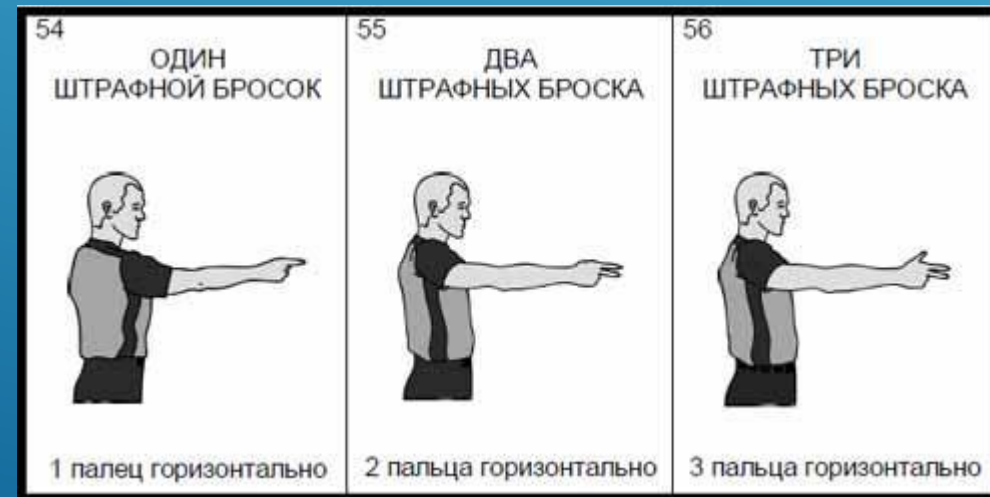 54
ОДИН
ШТРАФНОЙ БРОСОК
1 палец горизонтально
55
ДВА
ШТРАФНЫХ БРОСКА
2 пальца горизонтально
56
ТРИ
ШТРАФНЫХ БРОСКА
3 пальца горизонтально